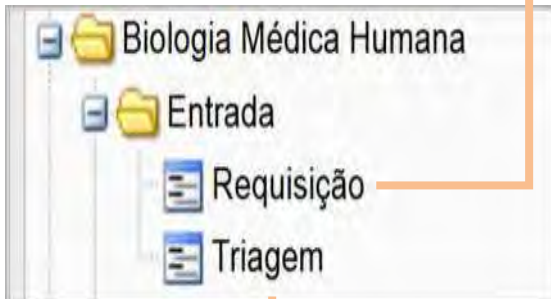 Biologia Médica Humana
Entrada
Requisição
Triagem